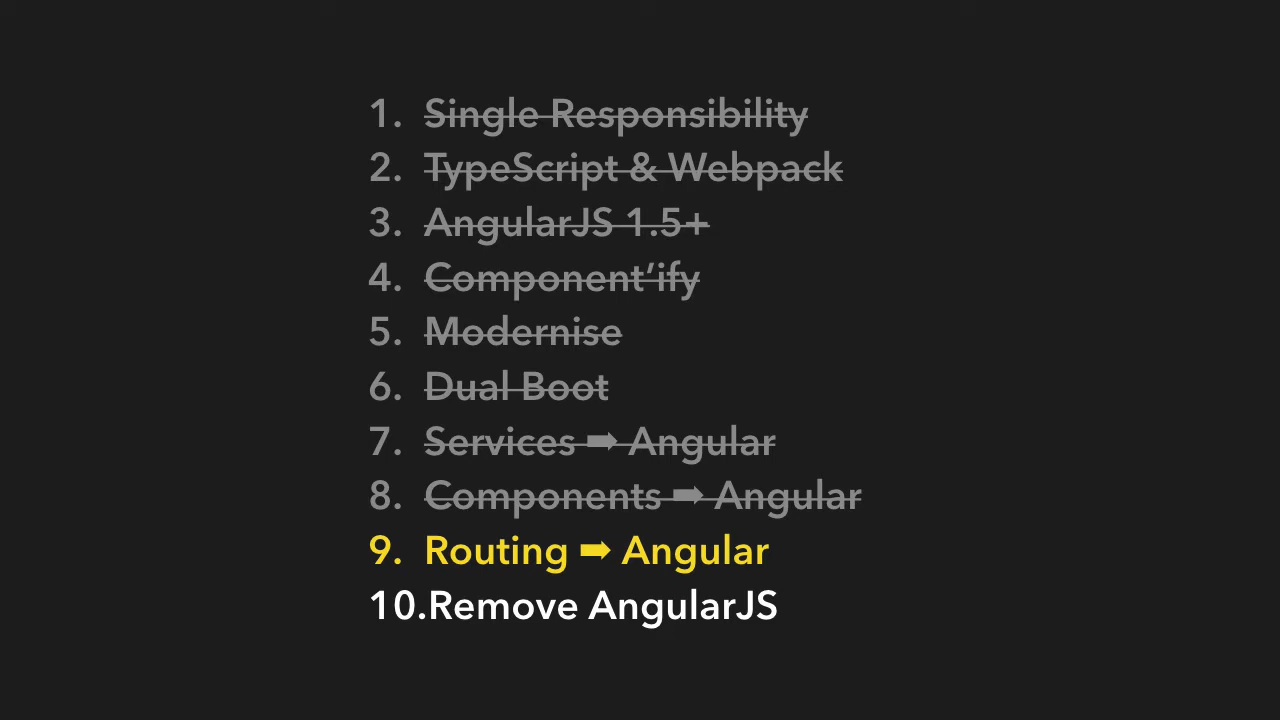 1. Single Responsibility
2. TypeScript & Webpack
3. AngularJS 1.5+
4. Component’ify
5. Modernise
6. Dual Boot
7. Services ➡ Angular
8. Components ➡ Angular
9. Routing ➡ Angular
10.Remove AngularJS